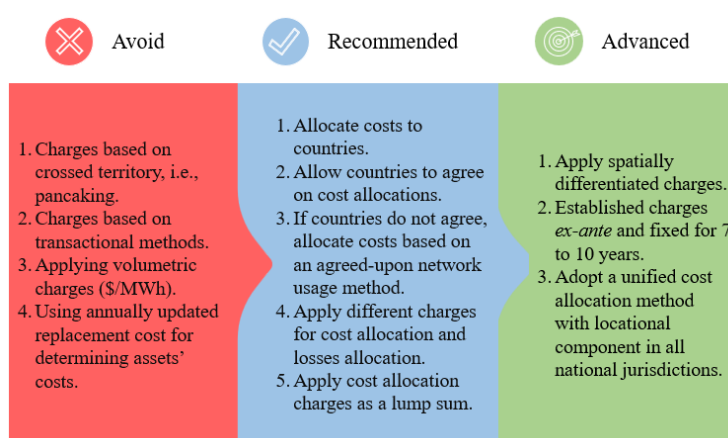 Avoid
Recommended
Advanced
1. Charges based on
crossed territory, i.e.,
pancaking.
2. Charges based on
transactional methods.
3. Applying volumetric
charges ($/MWh).
4. Using annually updated
replacement cost for
determining assets’
costs.
1. Allocate costs to
countries.
2. Allow countries to agree
on cost allocations.
3. If countries do not agree,
allocate costs based on
an agreed-upon network
usage method.
4. Apply different charges
for cost allocation and
losses allocation.
5. Apply cost allocation
charges as a lump sum.
1. Apply spatially
differentiated charges.
2. Established charges
ex-ante and fixed for 7
to 10 years.
3. Adopt a unified cost
allocation method
with locational
component in all
national jurisdictions.